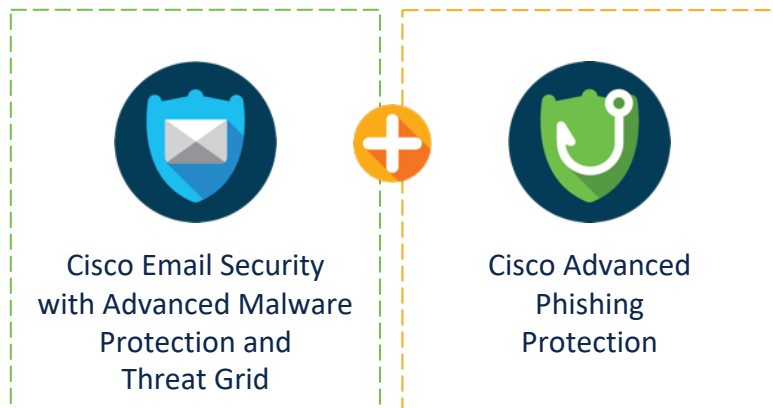 Cisco Email Security
with Advanced Malware
Protection and
Threat Grid
Cisco Advanced
Phishing
Protection